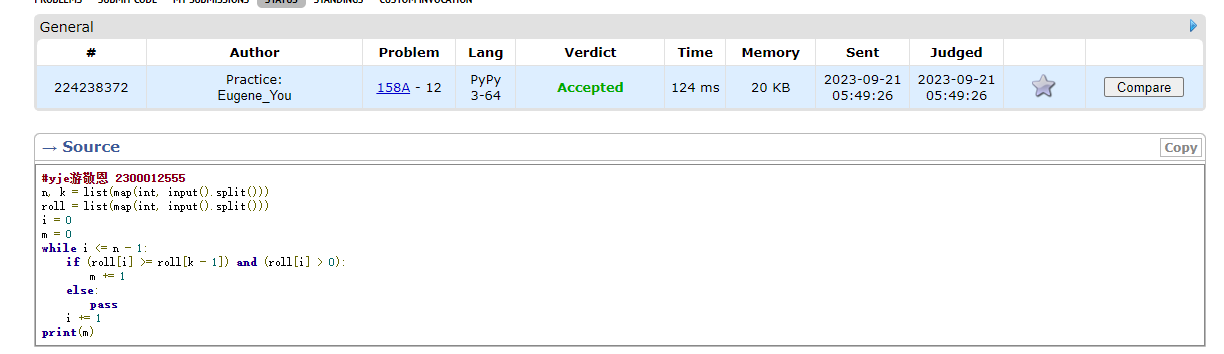 PROBLEMS SUBMIT CODE MY SUBMISSIONS STATUS STANDINGS CUSTOM INVOCATION
General
# Author Problem Lang Verdict Time Memory Sent Judged
224238372 Practice: Eugene_You 158A - 12 PyPy 3-64 Accepted 124 ms 20 KB 2023-09-21 05:49:26 2023-09-21 05:49:26 Compare
→ Source Copy
#yje游敬恩 2300012555
n, k = list(map(int, input().split()))
roll = list(map(int, input().split()))
i = 0
m = 0
while i <= n - 1:
    if (roll[i] >= roll[k - 1]) and (roll[i] > 0):
        m += 1
    else:
        pass
    i += 1
print(m)